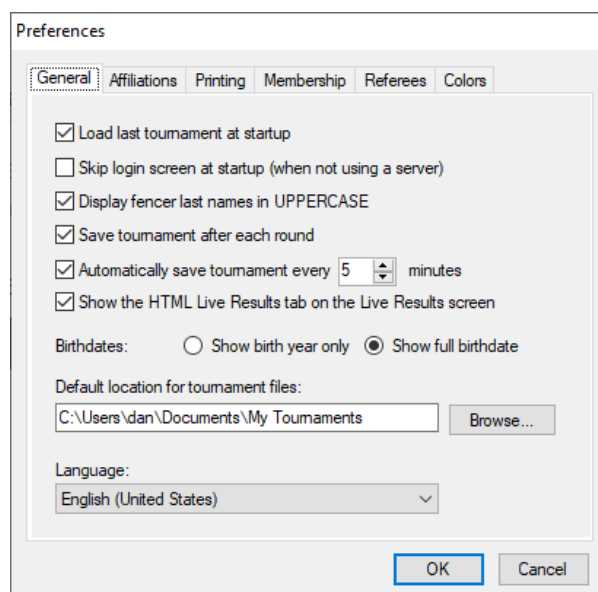 Preferences
General Affiliations Printing Membership Referees Colors
Load last tournament at startup
Skip login screen at startup (when not using a server)
Display fencer last names in UPPERCASE
Save tournament after each round
Automatically save tournament every 5 minutes
Show the HTML Live Results tab on the Live Results screen
Birthdates: Show birth year only Show full birthdate
Default location for tournament files:
C:\Users\dan\Documents\My Tournaments Browse...
Language:
English (United States)
OK Cancel